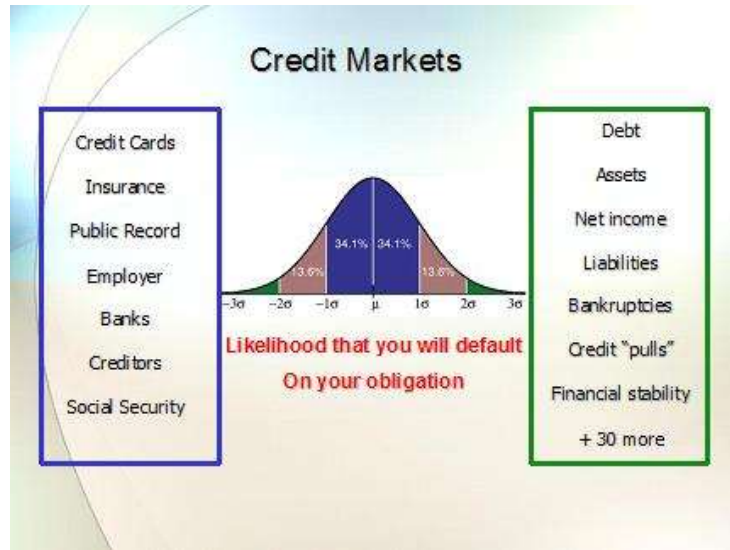 Credit Markets
Credit Cards
Insurance
Public Record
Employer
Banks
Creditors
Social Security
34.1% 34.1%
13.6% 13.6%
-3σ -2σ -1σ μ 1σ 2σ 3σ
Likelihood that you will default
On your obligation
Debt
Assets
Net income
Liabilities
Bankruptcies
Credit “pulls”
Financial stability
+ 30 more